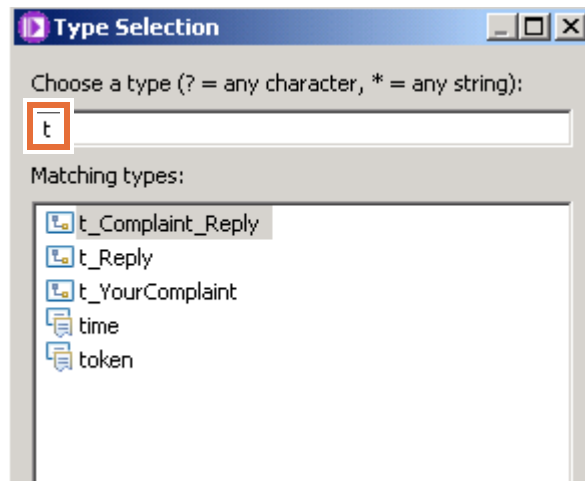 Type Selection
Choose a type (? = any character, * = any string):
t
Matching types:
t_Complaint_Reply
t_Reply
t_YourComplaint
time
token